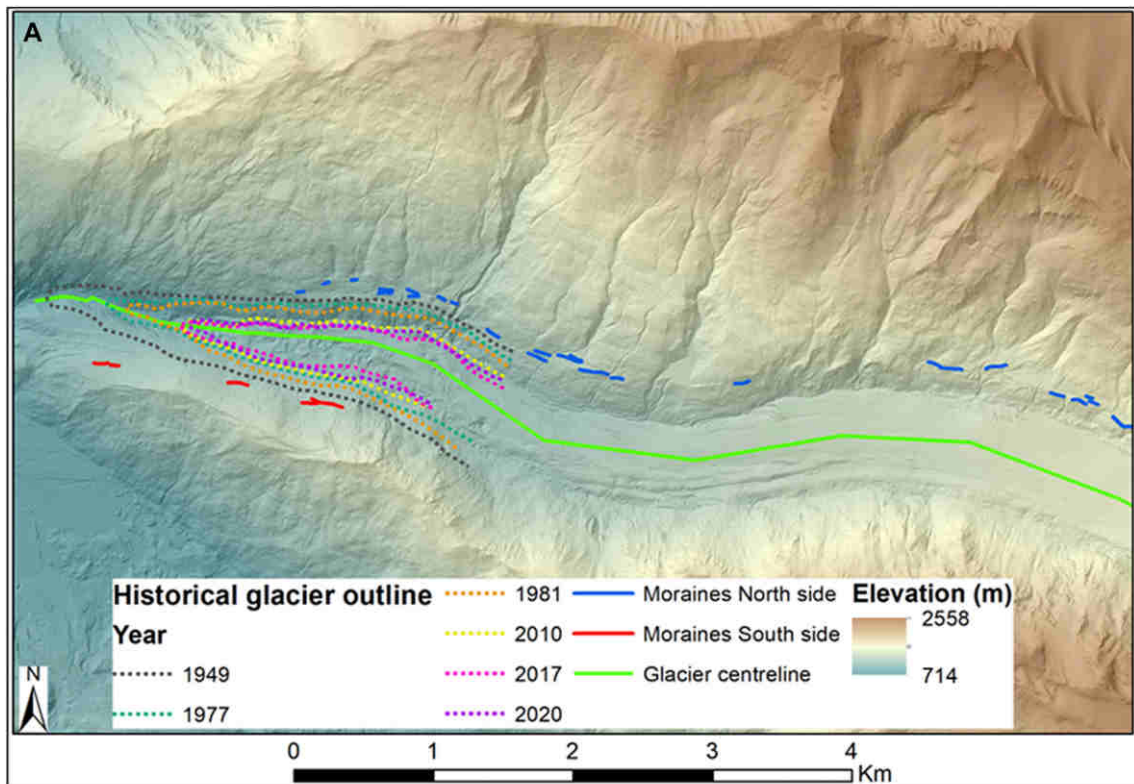 A
Historical glacier outline
Year
1949
1977
1981
2010
2017
2020
Moraines North side
Moraines South side
Glacier centreline
Elevation (m)
2558
714
N
0 1 2 3 4
Km